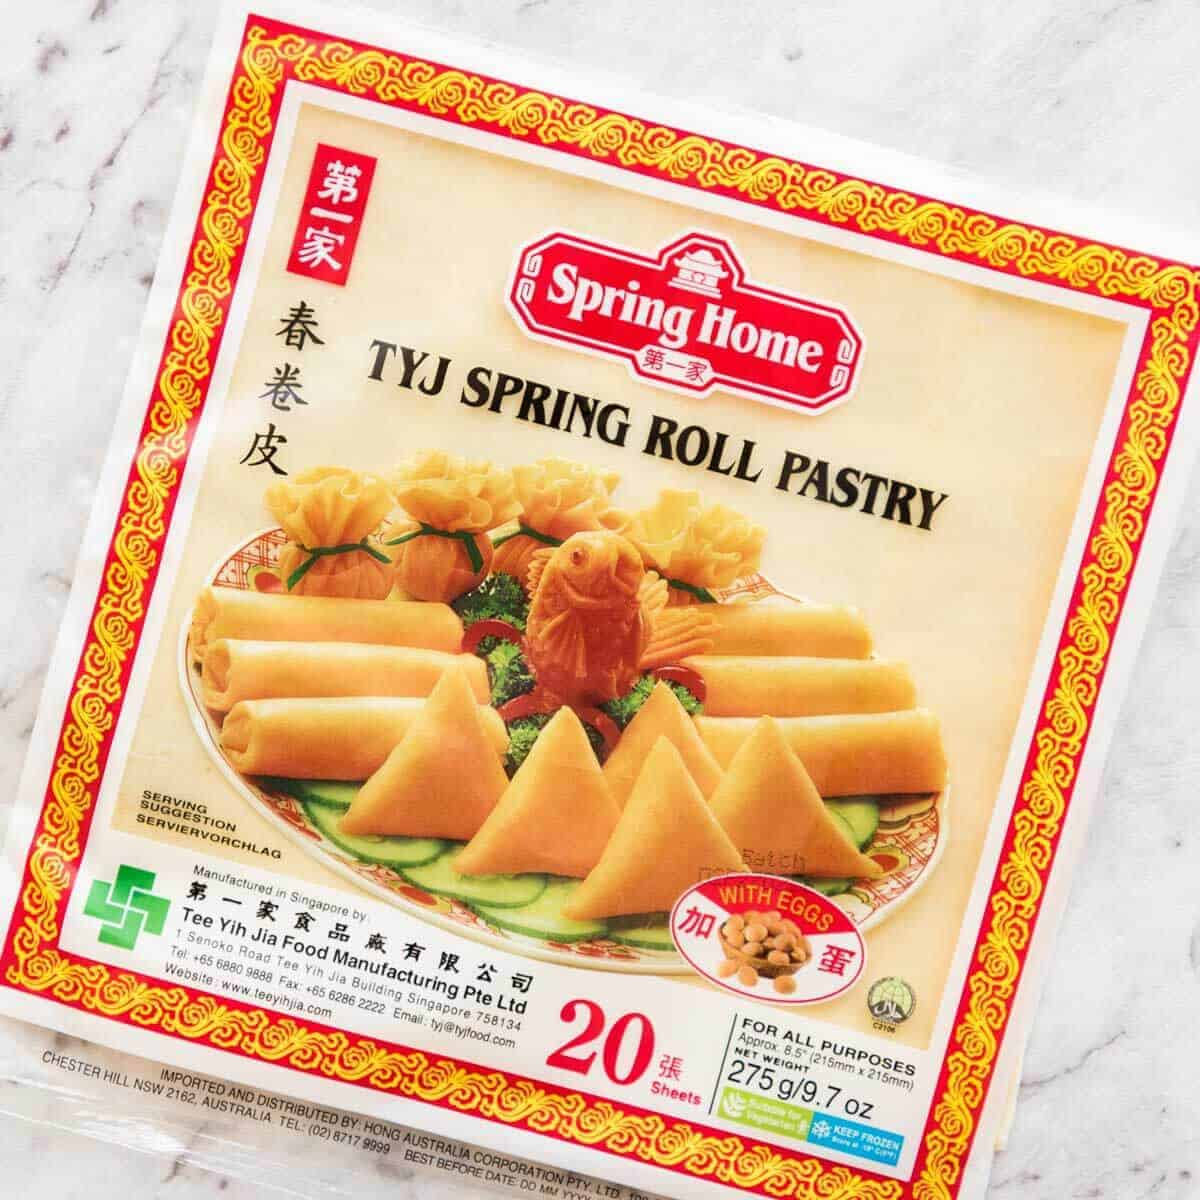 第一家
春卷皮
Spring Home
第一家
TYJ SPRING ROLL PASTRY
SERVING
SUGGESTION
SERVIERVORCHLAG
Batch
WITH EGGS
加
蛋
Manufactured in Singapore by:
第一家食品廠有限公司
Tee Yih Jia Food Manufacturing Pte Ltd
1 Senoko Road Tee Yih Jia Building Singapore 758134
Tel: +65 6880 9888 Fax: +65 6286 2222 Email: tyj@tyjfood.com
Website: www.teeyihjia.com
20
張
Sheets
C2106
FOR ALL PURPOSES
Approx. 8.5" (215mm x 215mm)
NET WEIGHT
275g/9.7 oz
Suitable for
Vegetarian
KEEP FROZEN
IMPORTED AND DISTRIBUTED BY: HONG AUSTRALIA CORPORATION PTY. LTD.
CHESTER HILL NSW 2162, AUSTRALIA. TEL: (02) 8717 9999
BEST BEFORE DATE: DD MM